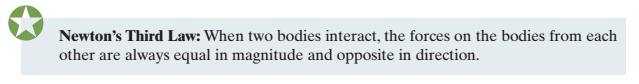 Newton's Third Law: When two bodies interact, the forces on the bodies from each
other are always equal in magnitude and opposite in direction.